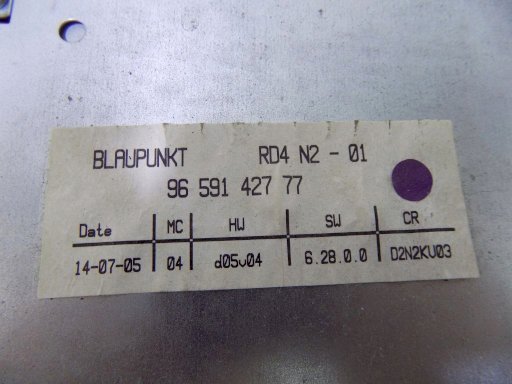 BLAUPUNKT RD4 N2 - 01
96 591 427 77
Date MC HW SW CR
14-07-05 04 d05v04 6.28.0.0 D2N2KV03